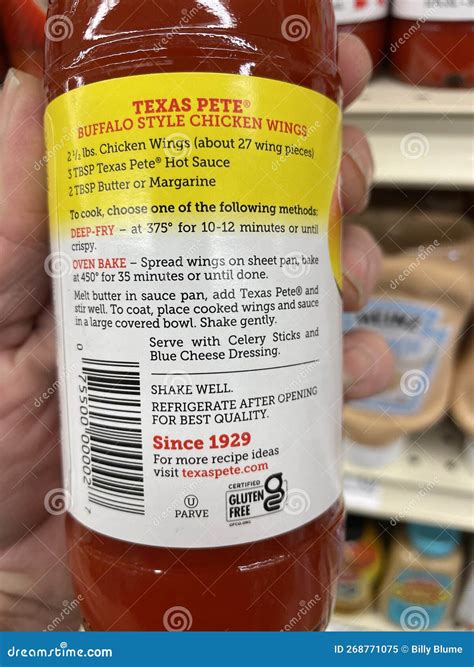 TEXAS PETE®
BUFFALO STYLE CHICKEN WINGS
2 ½ lbs. Chicken Wings (about 27 wing pieces)
3 TBSP Texas Pete® Hot Sauce
2 TBSP Butter or Margarine
To cook, choose one of the following methods:
DEEP-FRY – at 375° for 10-12 minutes or until
crispy.
OVEN BAKE – Spread wings on sheet pan, bake
at 450° for 35 minutes or until done.
Melt butter in sauce pan, add Texas Pete® and
stir well. To coat, place cooked wings and sauce
in a large covered bowl. Shake gently.
Serve with Celery Sticks and
Blue Cheese Dressing.
SHAKE WELL.
REFRIGERATE AFTER OPENING
FOR BEST QUALITY.
Since 1929
For more recipe ideas
visit texaspete.com
0 75500 00002 7
U
PARVE
CERTIFIED
GLUTEN
FREE
g
GFCO.ORG
HEINZ
dreamstime
dreamstime.com
268771075 © Billy Blume